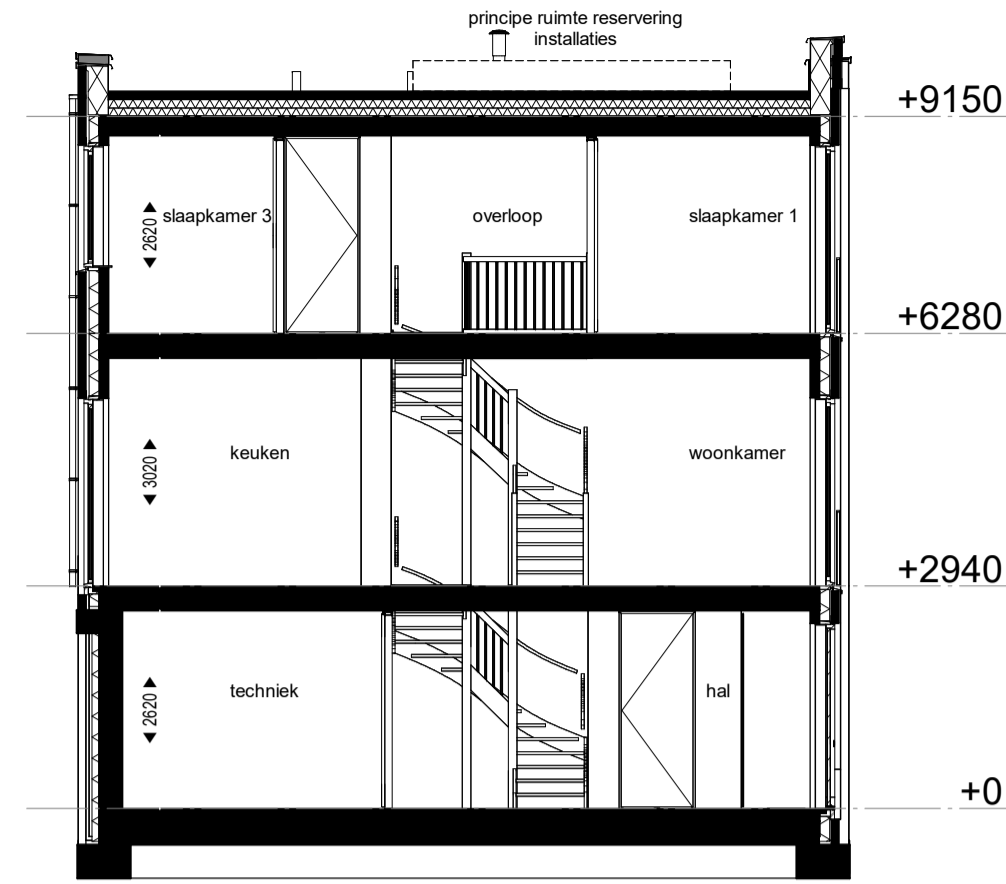 principe ruimte reservering
installaties
+9150
slaapkamer 3
overloop
slaapkamer 1
2620
+6280
keuken
woonkamer
3020
+2940
techniek
hal
2620
+0